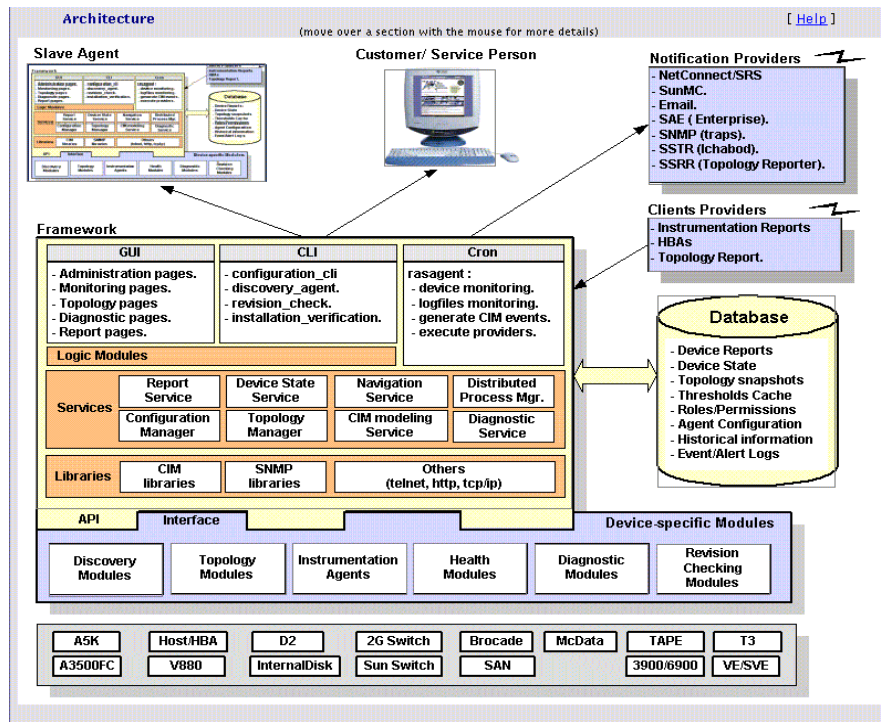 Architecture
(move over a section with the mouse for more details)
[ Help ]
Slave Agent
Customer/ Service Person
Notification Providers
- NetConnect/SRS
- SunMC.
- Email.
- SAE ( Enterprise).
- SNMP (traps).
- SSTR (Ichabod).
- SSRR (Topology Reporter).
Clients Providers
- Instrumentation Reports
- HBAs
- Topology Report.
Framework
GUI
- Administration pages.
- Monitoring pages.
- Topology pages
- Diagnostic pages.
- Report pages.
CLI
- configuration_cli
- discovery_agent.
- revision_check.
- installation_verification.
Cron
rasagent :
- device monitoring.
- logfiles monitoring.
- generate CIM events.
- execute providers.
Logic Modules
Services
Report
Service
Device State
Service
Navigation
Service
Distributed
Process Mgr.
Configuration
Manager
Topology
Manager
CIM modeling
Service
Diagnostic
Service
Libraries
CIM
libraries
SNMP
libraries
Others
(telnet, http, tcp/ip)
Database
- Device Reports
- Device State
- Topology snapshots
- Thresholds Cache
- Roles/Permissions
- Agent Configuration
- Historical information
- Event/Alert Logs
API
Interface
Device-specific Modules
Discovery
Modules
Topology
Modules
Instrumentation
Agents
Health
Modules
Diagnostic
Modules
Revision
Checking
Modules
A5K
Host/HBA
D2
2G Switch
Brocade
McData
TAPE
T3
A3500FC
V880
InternalDisk
Sun Switch
SAN
3900/6900
VE/SVE